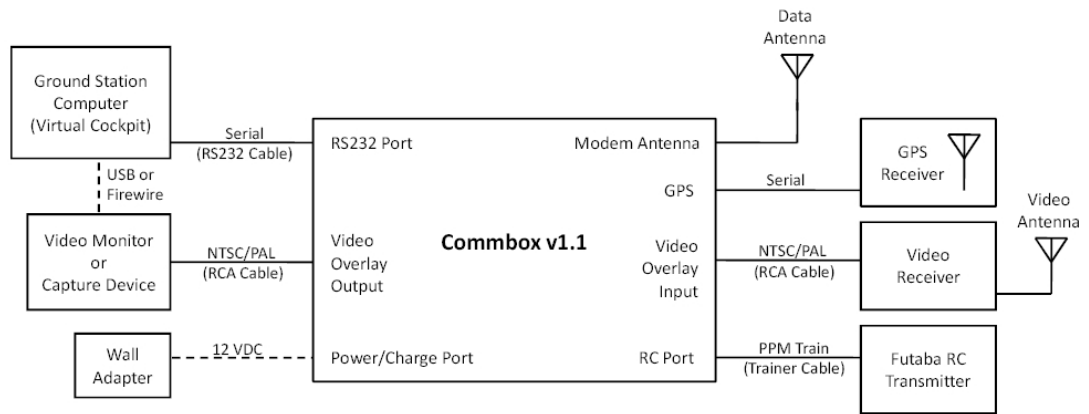 Data
Antenna
Ground Station
Computer
(Virtual Cockpit)
Serial
(RS232 Cable)
RS232 Port
Modem Antenna
GPS
Receiver
USB or
Firewire
GPS
Serial
Video
Antenna
Video Monitor
or
Capture Device
NTSC/PAL
(RCA Cable)
Video
Overlay
Output
Commbox v1.1
Video
Overlay
Input
NTSC/PAL
(RCA Cable)
Video
Receiver
Wall
Adapter
12 VDC
Power/Charge Port
RC Port
PPM Train
(Trainer Cable)
Futaba RC
Transmitter